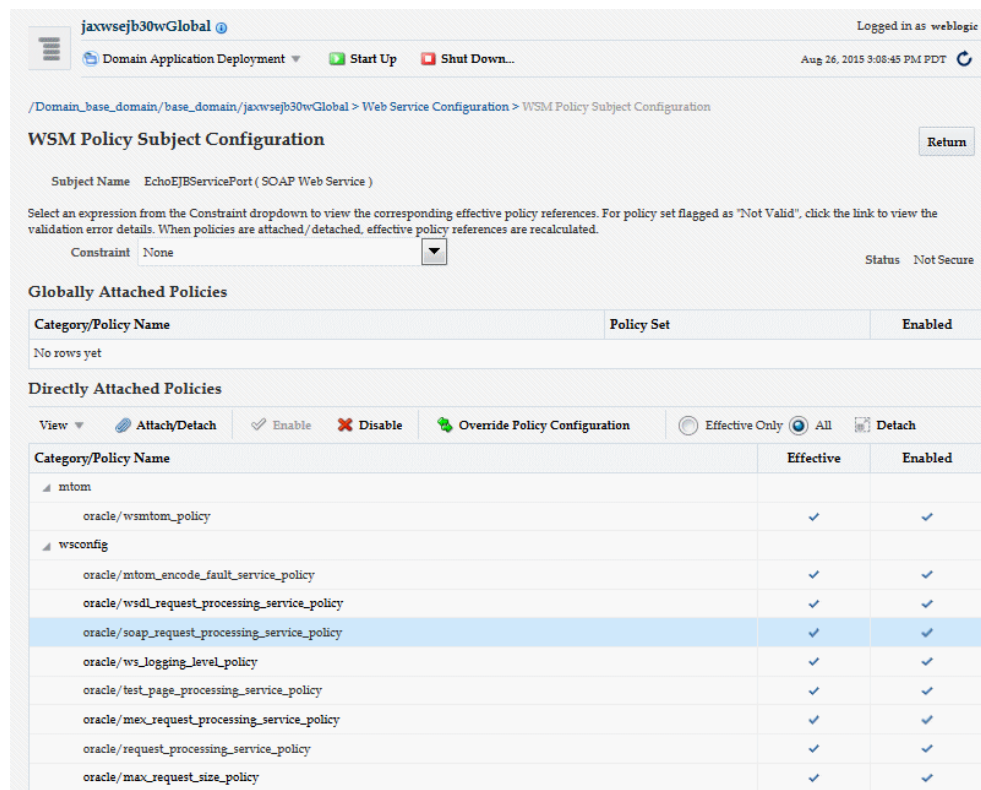 jaxwsejb30wGlobal
Logged in as weblogic
Domain Application Deployment Start Up Shut Down...
Aug 26, 2015 3:08:45 PM PDT
/Domain_base_domain/base_domain/jaxwsejb30wGlobal > Web Service Configuration > WSM Policy Subject Configuration
WSM Policy Subject Configuration
Return
Subject Name EchoEJBServicePort ( SOAP Web Service )
Select an expression from the Constraint dropdown to view the corresponding effective policy references. For policy set flagged as "Not Valid", click the link to view the
validation error details. When policies are attached/detached, effective policy references are recalculated.
Constraint None
Status Not Secure
Globally Attached Policies
Category/Policy Name Policy Set Enabled
No rows yet
Directly Attached Policies
View Attach/Detach Enable Disable Override Policy Configuration Effective Only All Detach
Category/Policy Name Effective Enabled
mtom
oracle/wsmtom_policy
wsconfig
oracle/mtom_encode_fault_service_policy
oracle/wsdl_request_processing_service_policy
oracle/soap_request_processing_service_policy
oracle/ws_logging_level_policy
oracle/test_page_processing_service_policy
oracle/mex_request_processing_service_policy
oracle/request_processing_service_policy
oracle/max_request_size_policy